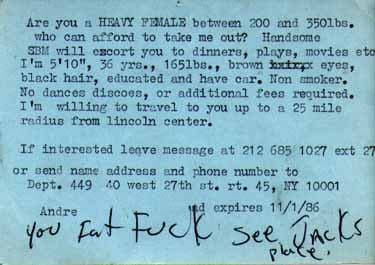 Are you a HEAVY FEMALE between 200 and 350lbs.
who can afford to take me out? Handsome
SBM will escort you to dinners, plays, movies etc
I'm 5'10", 36 yrs., 165lbs., brown eyes,
black hair, educated and have car. Non smoker.
No dances discoes, or additional fees required.
I'm willing to travel to you up to a 25 mile
radius from lincoln center.
If interested leave message at 212 685 1027 ext 27
or send name address and phone number to
Dept. 449 40 west 27th st. rt. 45, NY 10001
Andre ad expires 11/1/86
you Fat Fuck See Jacks
place.